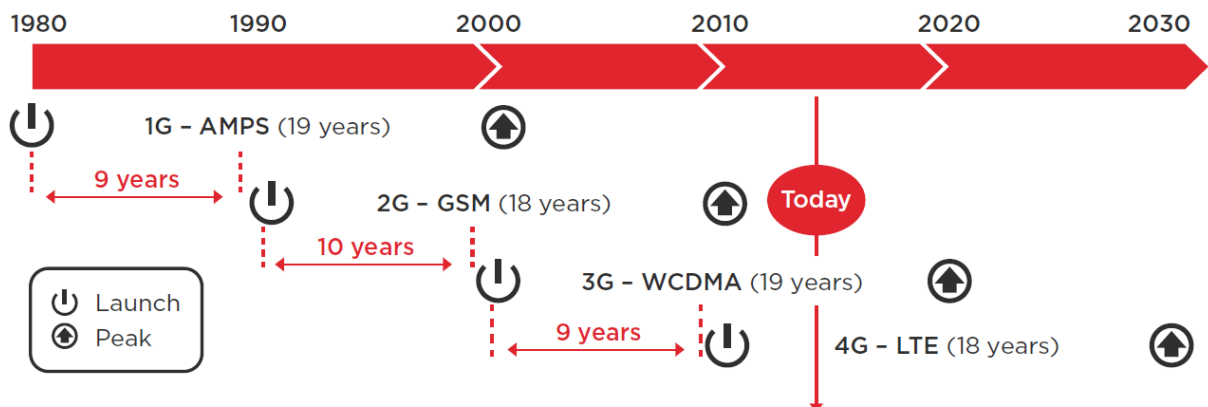 1980 1990 2000 2010 2020 2030
1G – AMPS (19 years)
9 years
2G – GSM (18 years)
Today
10 years
3G – WCDMA (19 years)
Launch
Peak
9 years
4G – LTE (18 years)